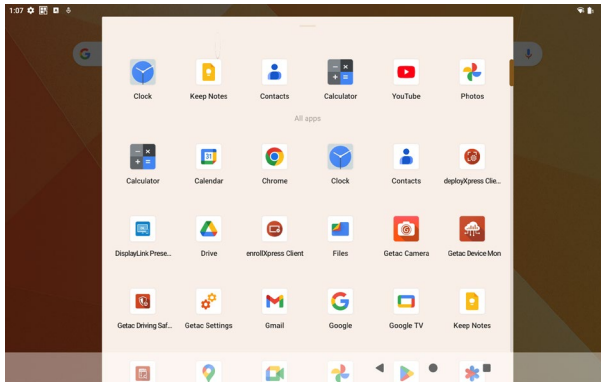 1:07
Clock Keep Notes Contacts Calculator YouTube Photos
All apps
Calculator Calendar Chrome Clock Contacts deployXpress Clie...
DisplayLink Prese... Drive enrollXpress Client Files Getac Camera Getac Device Mon
Getac Driving Saf... Getac Settings Gmail Google Google TV Keep Notes